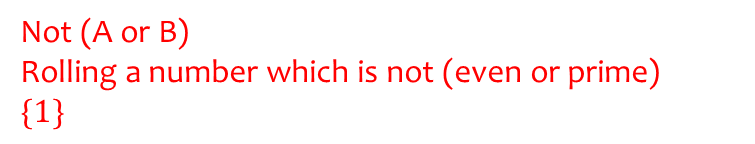 Not (A or B)
Rolling a number which is not (even or prime)
{1}